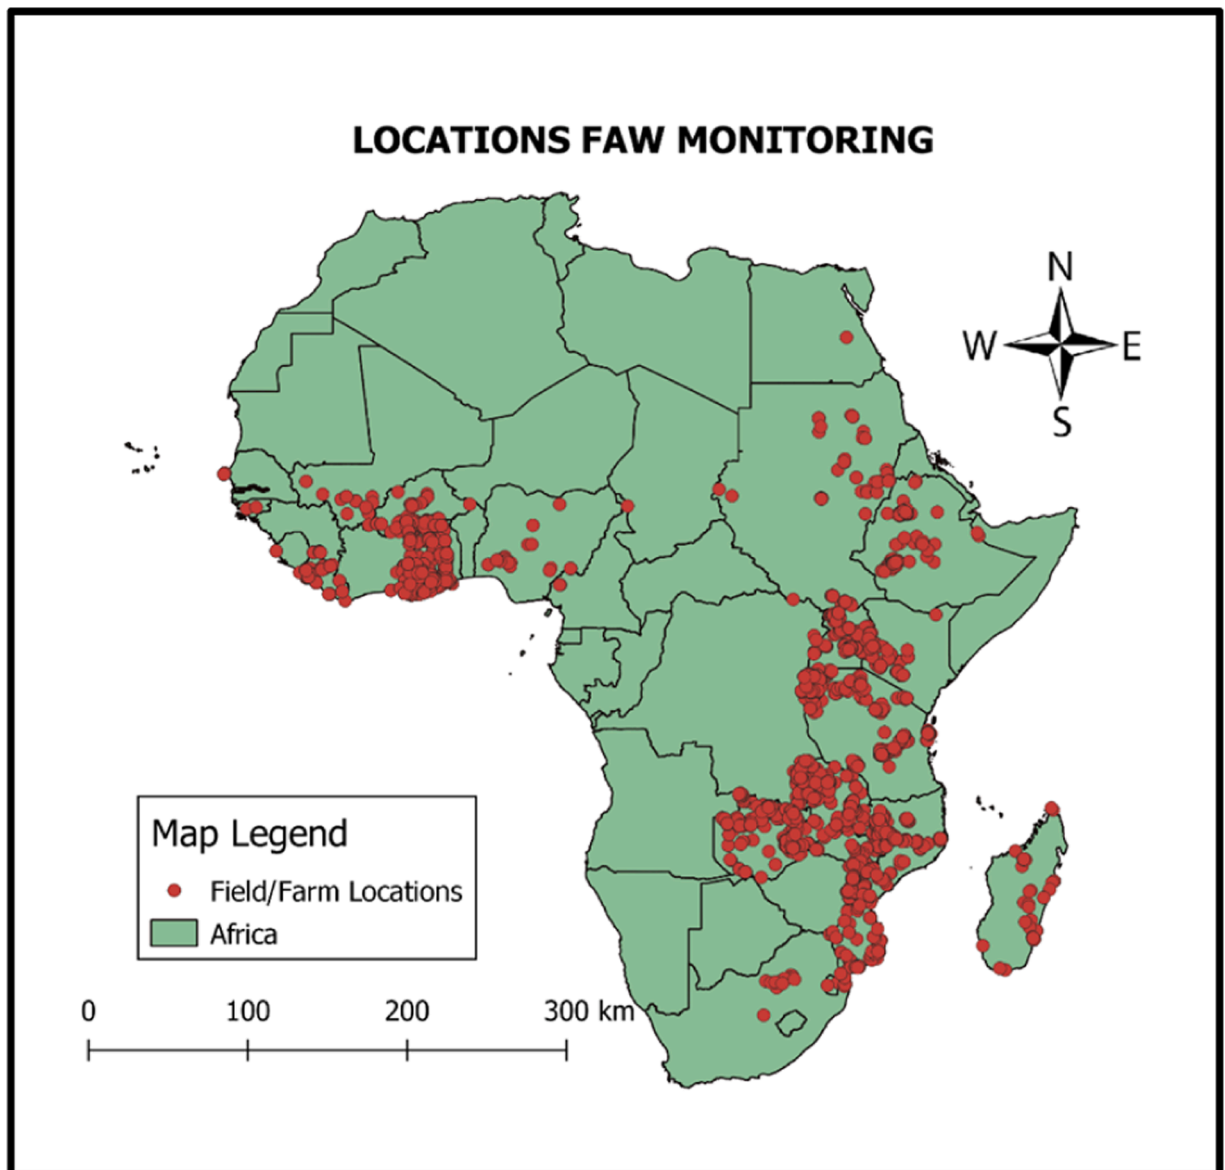 LOCATIONS FAW MONITORING
N
W E
S
Map Legend
Field/Farm Locations
Africa
0 100 200 300 km